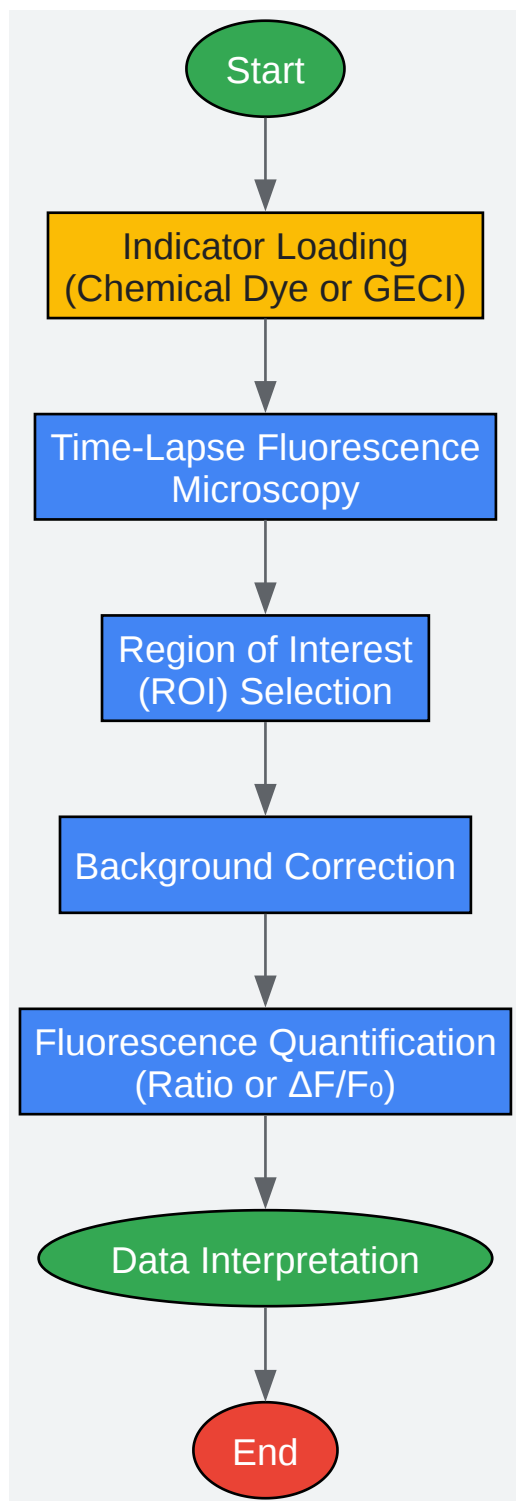 Start
Indicator Loading
(Chemical Dye or GECI)
Time-Lapse Fluorescence
Microscopy
Region of Interest
(ROI) Selection
Background Correction
Fluorescence Quantification
(Ratio or ΔF/F₀)
Data Interpretation
End